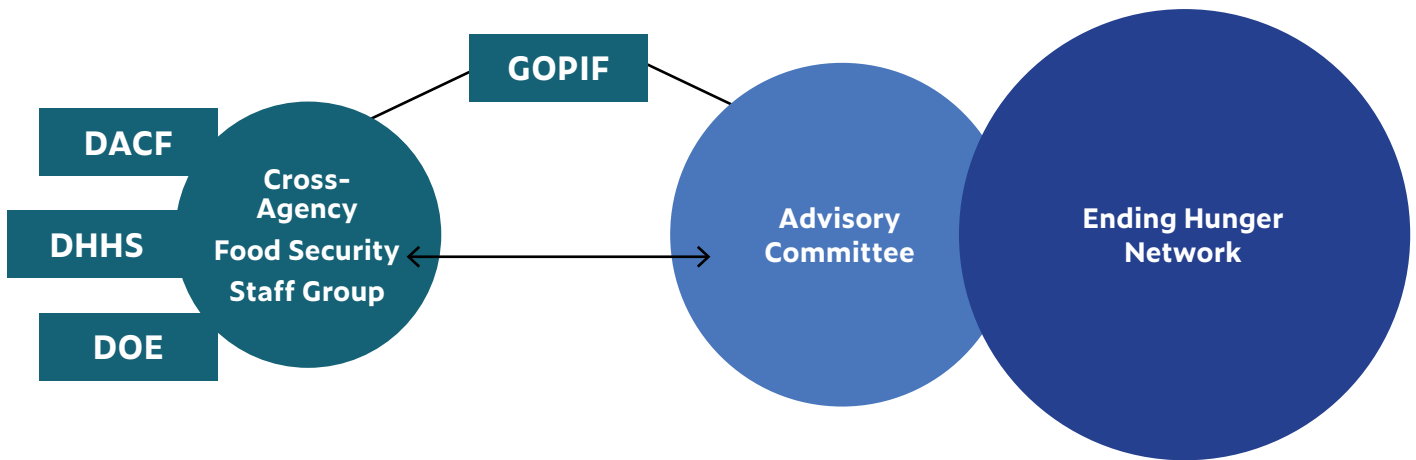 GOPIF
DACF
DHHS
DOE
Cross-
Agency
Food Security
Staff Group
Advisory
Committee
Ending Hunger
Network